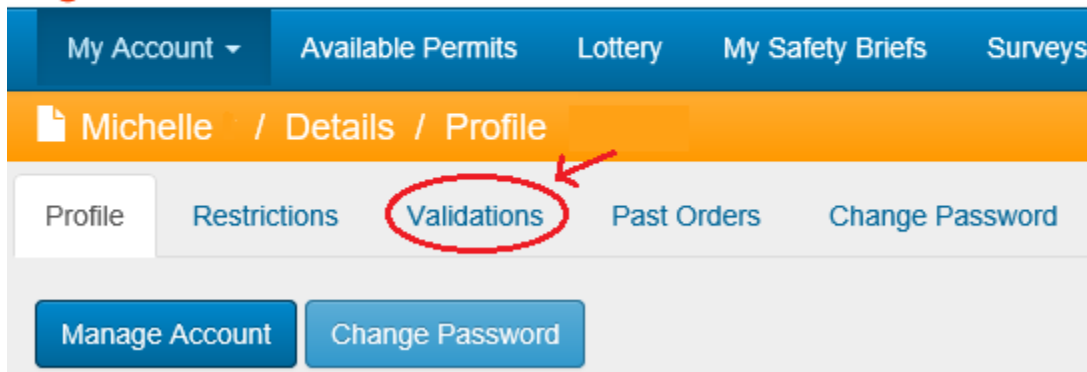 My Account Available Permits Lottery My Safety Briefs Surveys
Michelle / Details / Profile
Profile Restrictions Validations Past Orders Change Password
Manage Account Change Password